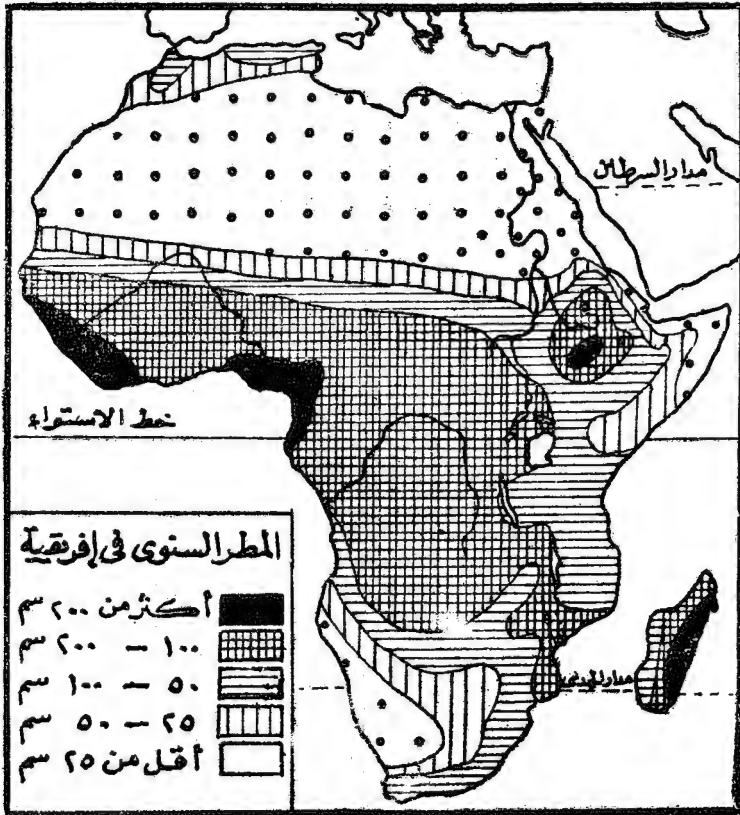 مدار السرطان
خط الاستواء
المطر السنوى فى إفريقية
أكثر من ٢٠٠ سم
١٠٠ - ٢٠٠ سم
٥٠ - ١٠٠ سم
٢٥ - ٥٠ سم
أقل من ٢٥ سم
مدار الجدى